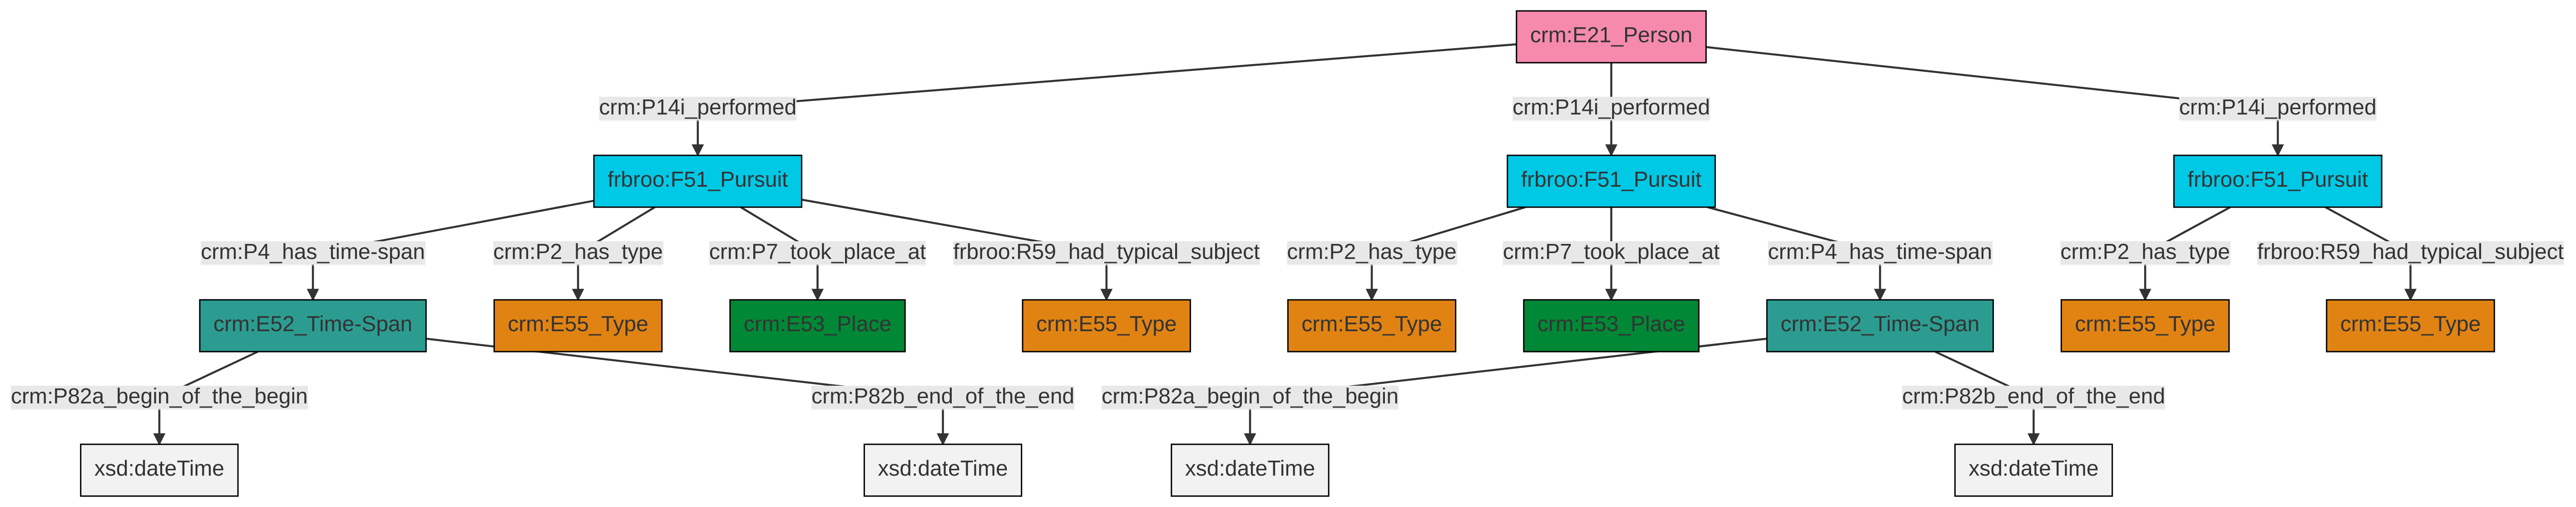 crm:E21_Person
crm:P14i_performed
crm:P14i_performed
crm:P14i_performed
frbroo:F51_Pursuit
frbroo:F51_Pursuit
frbroo:F51_Pursuit
crm:P4_has_time-span
crm:P2_has_type
crm:P7_took_place_at
frbroo:R59_had_typical_subject
crm:P2_has_type
crm:P7_took_place_at
crm:P4_has_time-span
crm:P2_has_type
frbroo:R59_had_typical_subject
crm:E52_Time-Span
crm:E55_Type
crm:E53_Place
crm:E55_Type
crm:E55_Type
crm:E53_Place
crm:E52_Time-Span
crm:E55_Type
crm:E55_Type
crm:P82a_begin_of_the_begin
crm:P82b_end_of_the_end
crm:P82a_begin_of_the_begin
crm:P82b_end_of_the_end
xsd:dateTime
xsd:dateTime
xsd:dateTime
xsd:dateTime